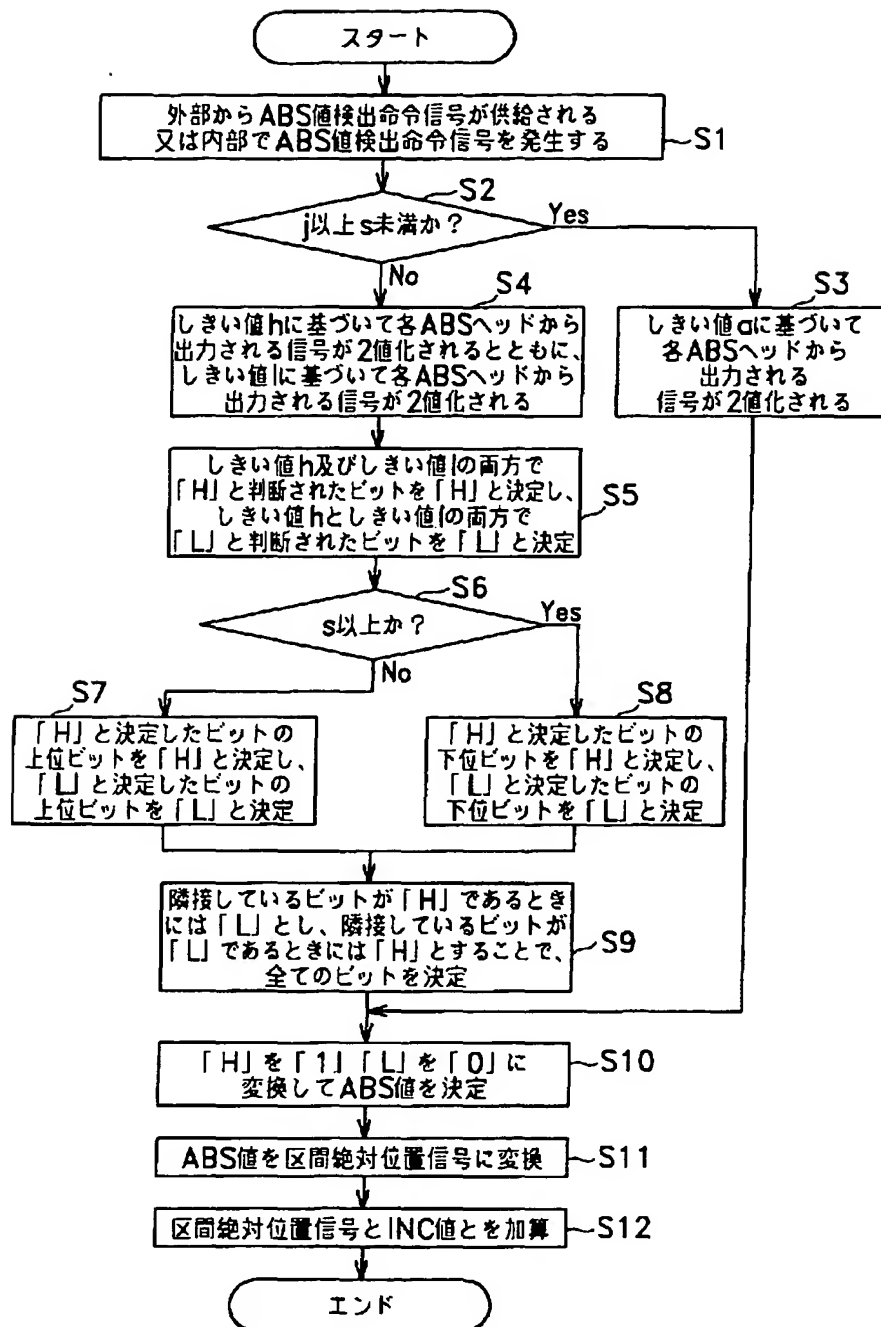 スタート
外部からABS値検出命令信号が供給される
又は内部でABS値検出命令信号を発生する
S1
S2
j以上s未満か?
Yes
No
S4
しきい値hに基づいて各ABSヘッドから
出力される信号が2値化されるとともに、
しきい値lに基づいて各ABSヘッドから
出力される信号が2値化される
S3
しきい値aに基づいて
各ABSヘッドから
出力される
信号が2値化される
しきい値h及びしきい値lの両方で
「H」と判断されたビットを「H」と決定し、
しきい値hとしきい値lの両方で
「L」と判断されたビットを「L」と決定
S5
S6
s以上か?
Yes
No
S7
「H」と決定したビットの
上位ビットを「H」と決定し、
「L」と決定したビットの
上位ビットを「L」と決定
S8
「H」と決定したビットの
下位ビットを「H」と決定し、
「L」と決定したビットの
下位ビットを「L」と決定
隣接しているビットが「H」であるとき
には「L」とし、隣接しているビットが
「L」であるときには「H」とすることで、
全てのビットを決定
S9
「H」を「1」「L」を「0」に
変換してABS値を決定
S10
ABS値を区間絶対位置信号に変換
S11
区間絶対位置信号とINC値とを加算
S12
エンド